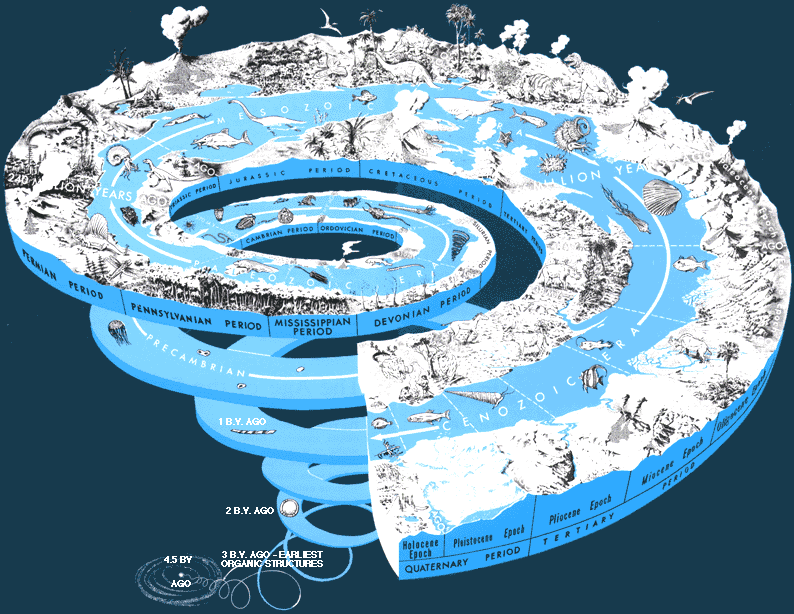 MESOZOIC ERA
240 MILLION YEARS AGO
MILLION YEARS AGO
JURASSIC PERIOD
CRETACEOUS PERIOD
TERTIARY
CAMBRIAN PERIOD
ORDOVICIAN PERIOD
SILURIAN PERIOD
PALEOZOIC ERA
PERMIAN PERIOD
PENNSYLVANIAN PERIOD
MISSISSIPPIAN
PERIOD
DEVONIAN PERIOD
PRECAMBRIAN
CENOZOIC ERA
1 B.Y. AGO
2 B.Y. AGO
3 B.Y. AGO - EARLIEST
ORGANIC STRUCTURES
4.5 BY
AGO
Holocene
Epoch
Pleistocene Epoch
Pliocene Epoch
Miocene Epoch
Oligocene Epoch
QUATERNARY PERIOD
TERTIARY PERIOD